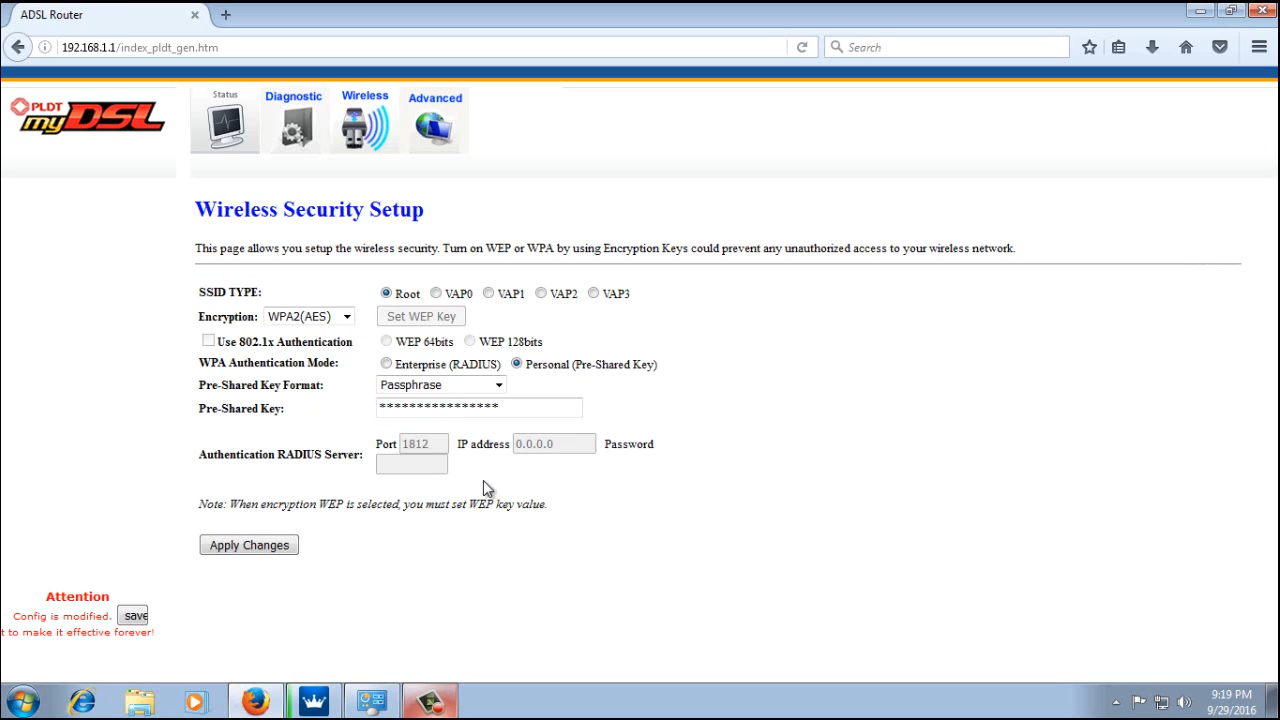 ADSL Router
192.168.1.1/index_pldt_gen.htm
Search
PLDT
myDSL
Status
Diagnostic
Wireless
Advanced
Wireless Security Setup
This page allows you setup the wireless security. Turn on WEP or WPA by using Encryption Keys could prevent any unauthorized access to your wireless network.
SSID TYPE: Root VAP0 VAP1 VAP2 VAP3
Encryption: WPA2(AES) Set WEP Key
Use 802.1x Authentication WEP 64bits WEP 128bits
WPA Authentication Mode: Enterprise (RADIUS) Personal (Pre-Shared Key)
Pre-Shared Key Format: Passphrase
Pre-Shared Key: ****************
Authentication RADIUS Server: Port 1812 IP address 0.0.0.0 Password
Note: When encryption WEP is selected, you must set WEP key value.
Apply Changes
Attention
Config is modified. save
t to make it effective forever!
9:19 PM
9/29/2016